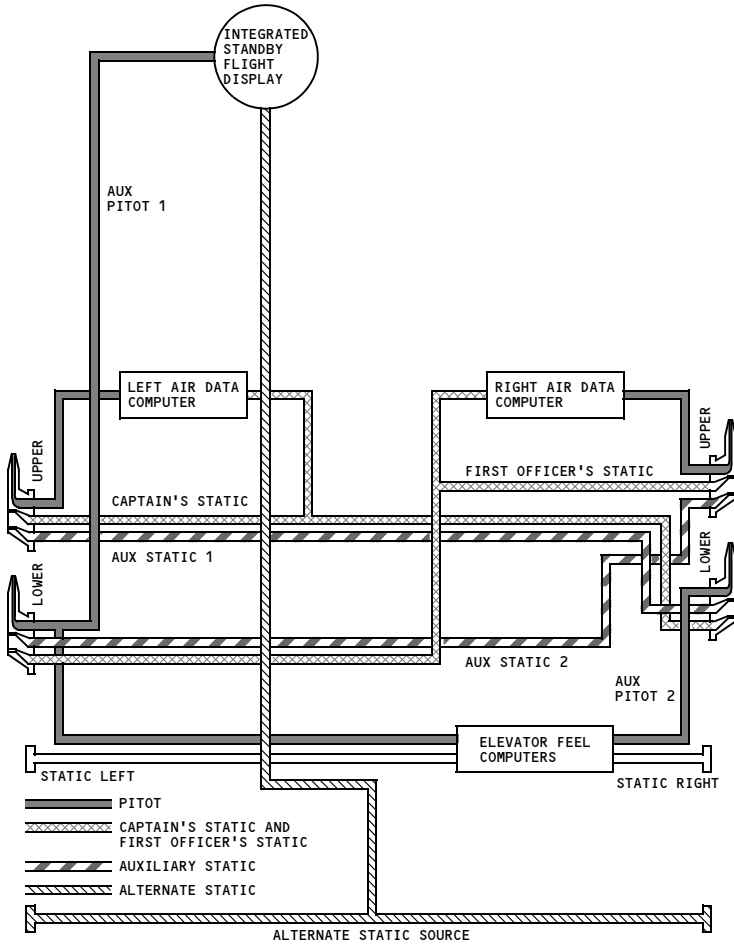 INTEGRATED
STANDBY
FLIGHT
DISPLAY
AUX
PITOT 1
LEFT AIR DATA
COMPUTER
RIGHT AIR DATA
COMPUTER
UPPER
UPPER
FIRST OFFICER'S STATIC
CAPTAIN'S STATIC
AUX STATIC 1
LOWER
LOWER
AUX STATIC 2
AUX
PITOT 2
ELEVATOR FEEL
COMPUTERS
STATIC LEFT
STATIC RIGHT
PITOT
CAPTAIN'S STATIC AND
FIRST OFFICER'S STATIC
AUXILIARY STATIC
ALTERNATE STATIC
ALTERNATE STATIC SOURCE